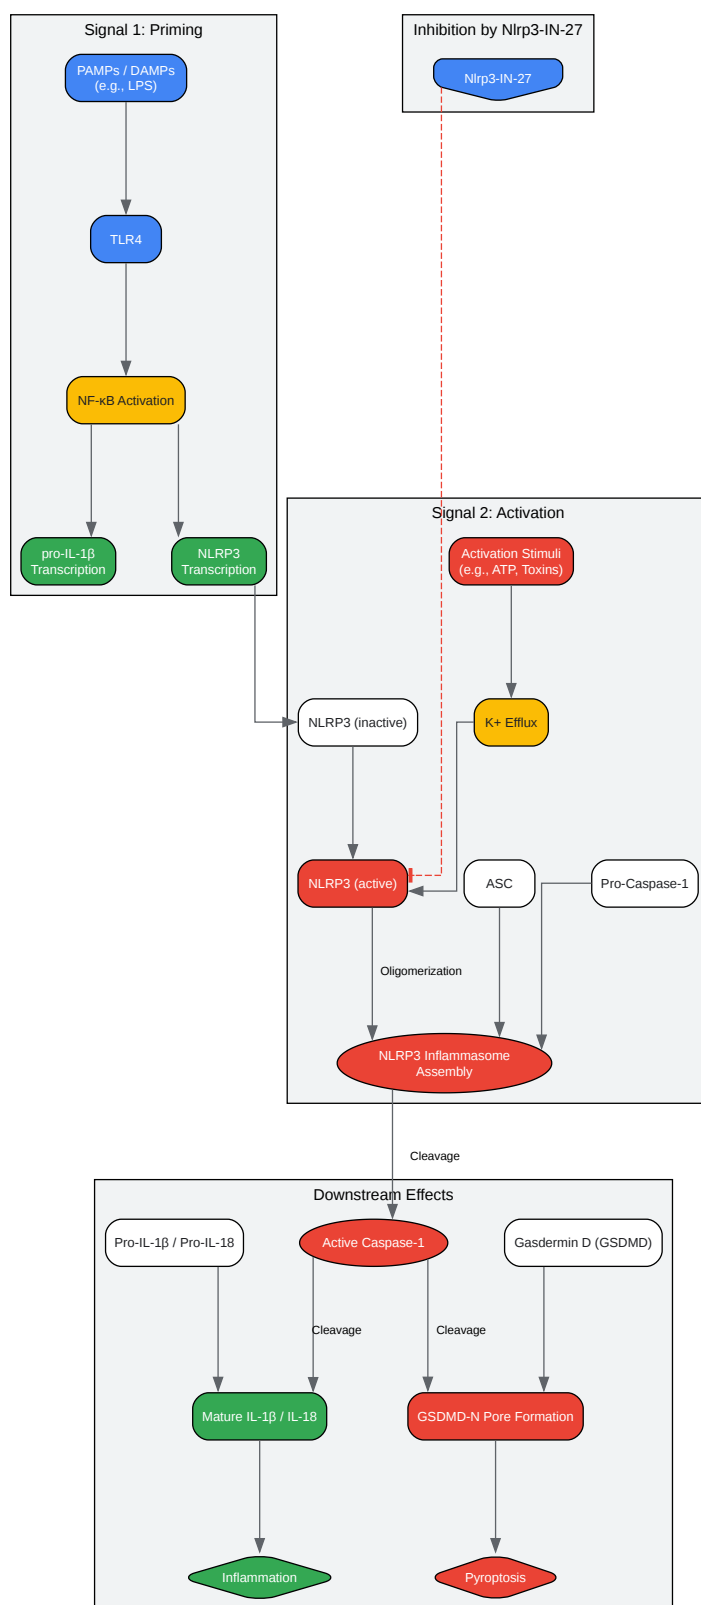 Signal 1: Priming
PAMPs / DAMPs
(e.g., LPS)
TLR4
NF-κB Activation
pro-IL-1β
Transcription
NLRP3
Transcription
Inhibition by Nlrp3-IN-27
Nlrp3-IN-27
Signal 2: Activation
Activation Stimuli
(e.g., ATP, Toxins)
NLRP3 (inactive)
K+ Efflux
NLRP3 (active)
ASC
Pro-Caspase-1
Oligomerization
NLRP3 Inflammasome
Assembly
Cleavage
Downstream Effects
Pro-IL-1β / Pro-IL-18
Active Caspase-1
Gasdermin D (GSDMD)
Cleavage
Cleavage
Mature IL-1β / IL-18
GSDMD-N Pore Formation
Inflammation
Pyroptosis